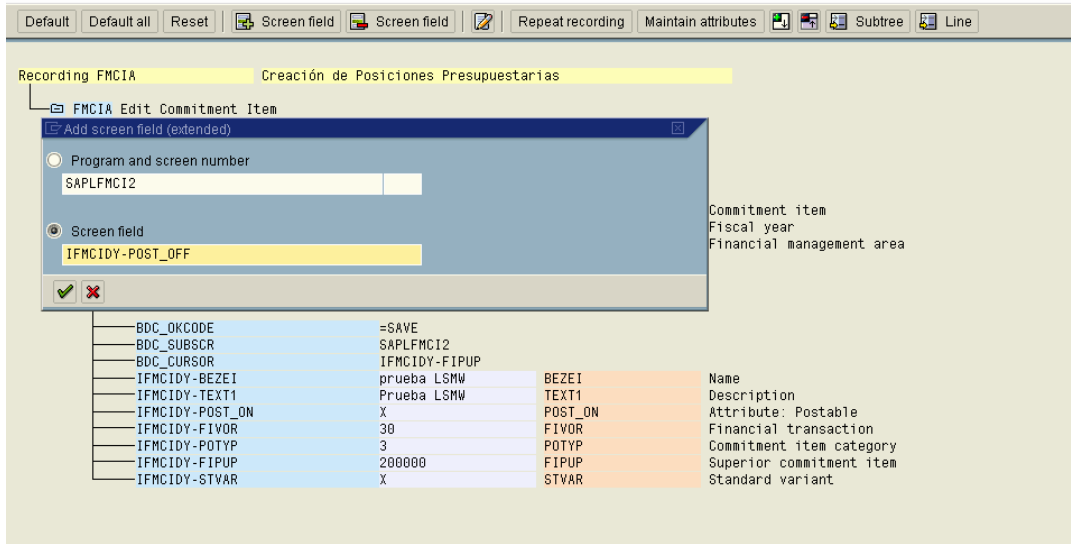 Default Default all Reset Screen field Screen field Repeat recording Maintain attributes Subtree Line
Recording FMCIA Creación de Posiciones Presupuestarias
FMCIA Edit Commitment Item
Add screen field (extended)
Program and screen number
SAPLFMCI2
Commitment item
Screen field Fiscal year
IFMCIDY-POST_OFF Financial management area
BDC_OKCODE =SAVE
BDC_SUBSCR SAPLFMCI2
BDC_CURSOR IFMCIDY-FIPUP
IFMCIDY-BEZEI prueba LSMW BEZEI Name
IFMCIDY-TEXT1 Prueba LSMW TEXT1 Description
IFMCIDY-POST_ON X POST_ON Attribute: Postable
IFMCIDY-FIVOR 30 FIVOR Financial transaction
IFMCIDY-POTYP 3 POTYP Commitment item category
IFMCIDY-FIPUP 200000 FIPUP Superior commitment item
IFMCIDY-STVAR X STVAR Standard variant